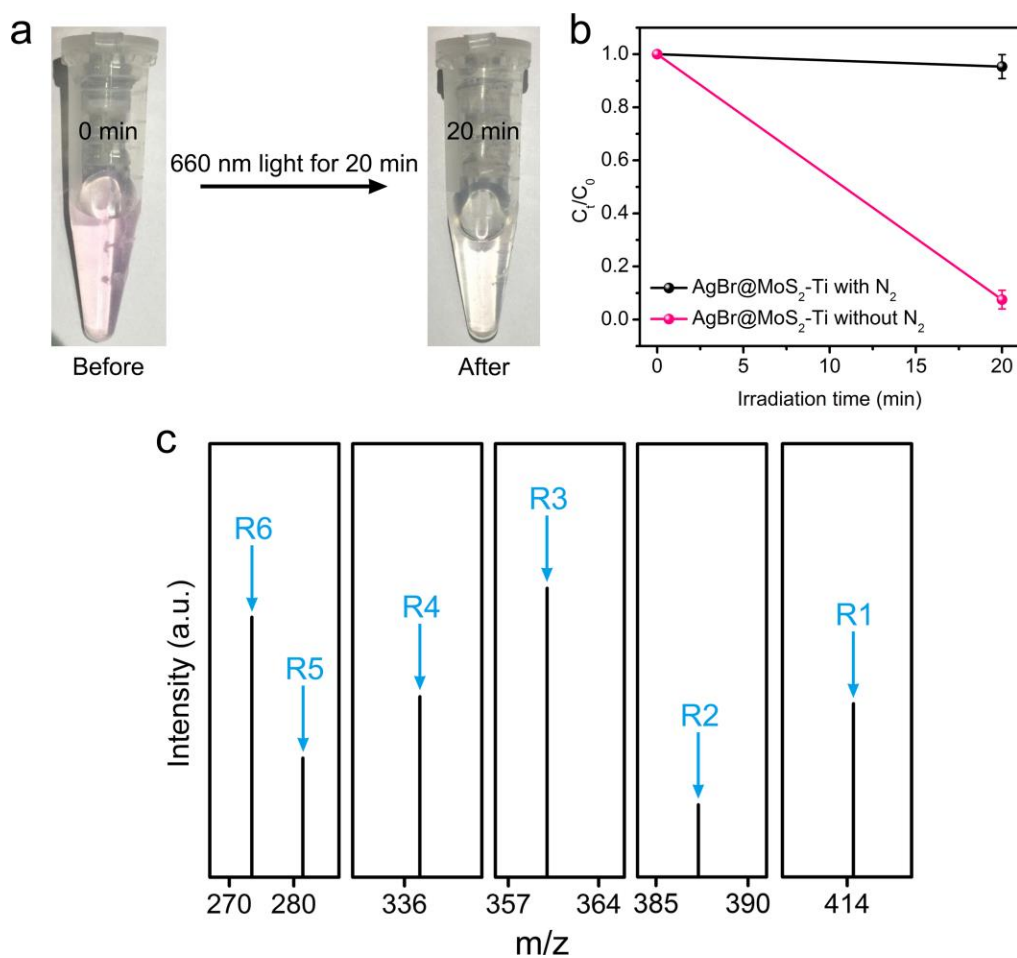 a
0 min
660 nm light for 20 min
20 min
Before
After
b
C_t/C_0
1.0
0.8
0.6
0.4
0.2
0.0
AgBr@MoS₂-Ti with N₂
AgBr@MoS₂-Ti without N₂
0 5 10 15 20
Irradiation time (min)
c
Intensity (a.u.)
R6
R5
R4
R3
R2
R1
270 280 336 357 364 385 390 414
m/z